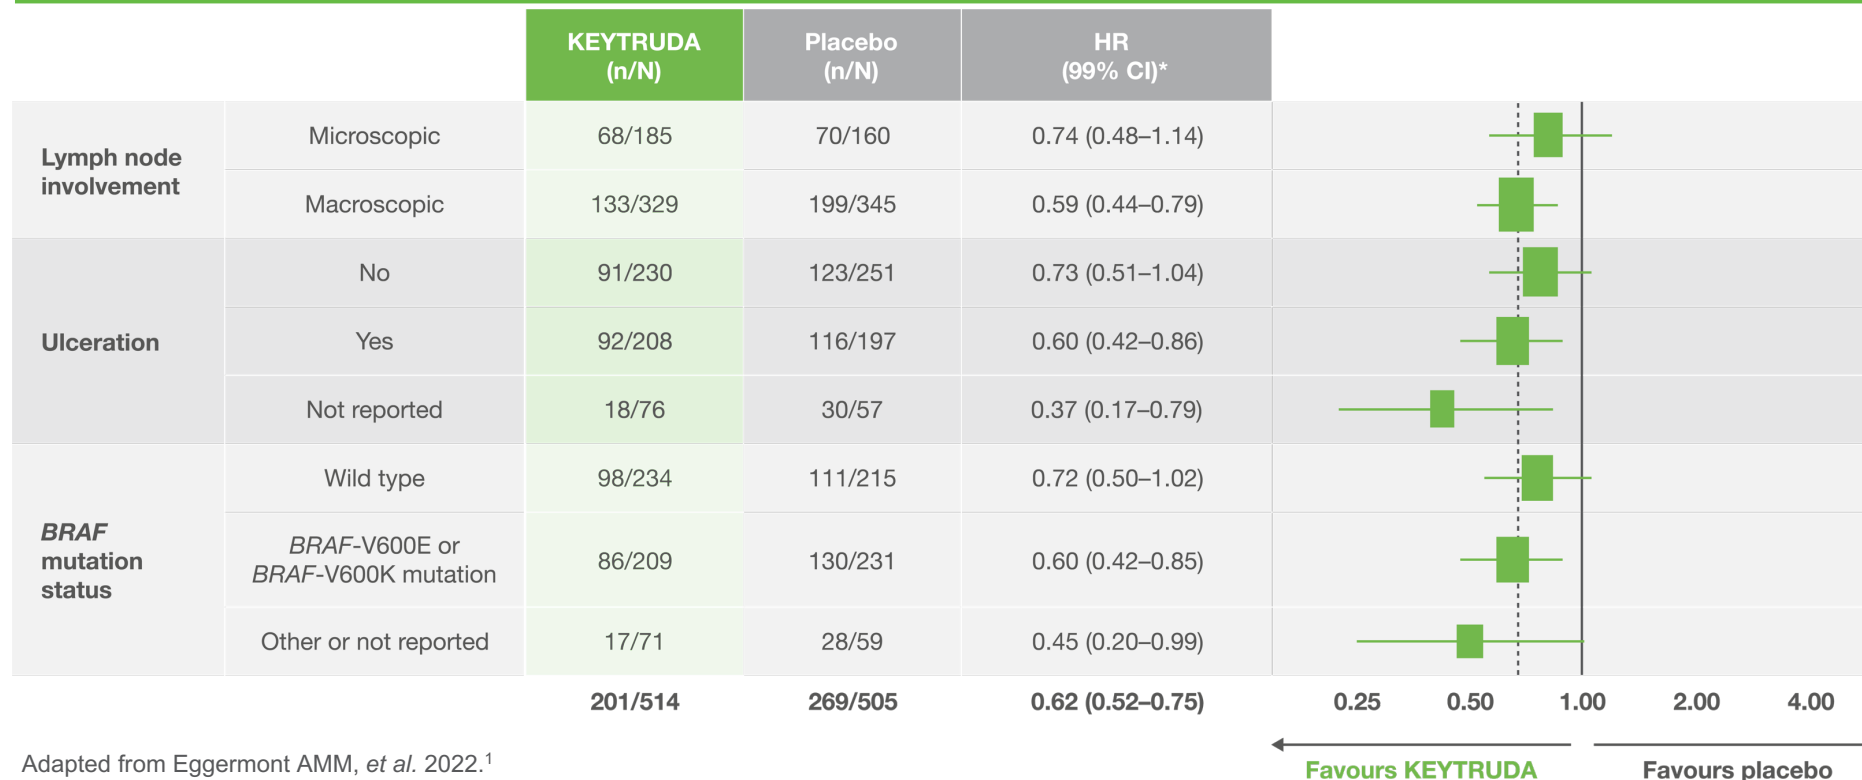 KEYTRUDA
(n/N)
Placebo
(n/N)
HR
(99% CI)*
Lymph node
involvement
Microscopic
68/185
70/160
0.74 (0.48–1.14)
Macroscopic
133/329
199/345
0.59 (0.44–0.79)
Ulceration
No
91/230
123/251
0.73 (0.51–1.04)
Yes
92/208
116/197
0.60 (0.42–0.86)
Not reported
18/76
30/57
0.37 (0.17–0.79)
BRAF
mutation
status
Wild type
98/234
111/215
0.72 (0.50–1.02)
BRAF-V600E or
BRAF-V600K mutation
86/209
130/231
0.60 (0.42–0.85)
Other or not reported
17/71
28/59
0.45 (0.20–0.99)
201/514
269/505
0.62 (0.52–0.75)
0.25 0.50 1.00 2.00 4.00
Favours KEYTRUDA
Favours placebo
Adapted from Eggermont AMM, et al. 2022.¹